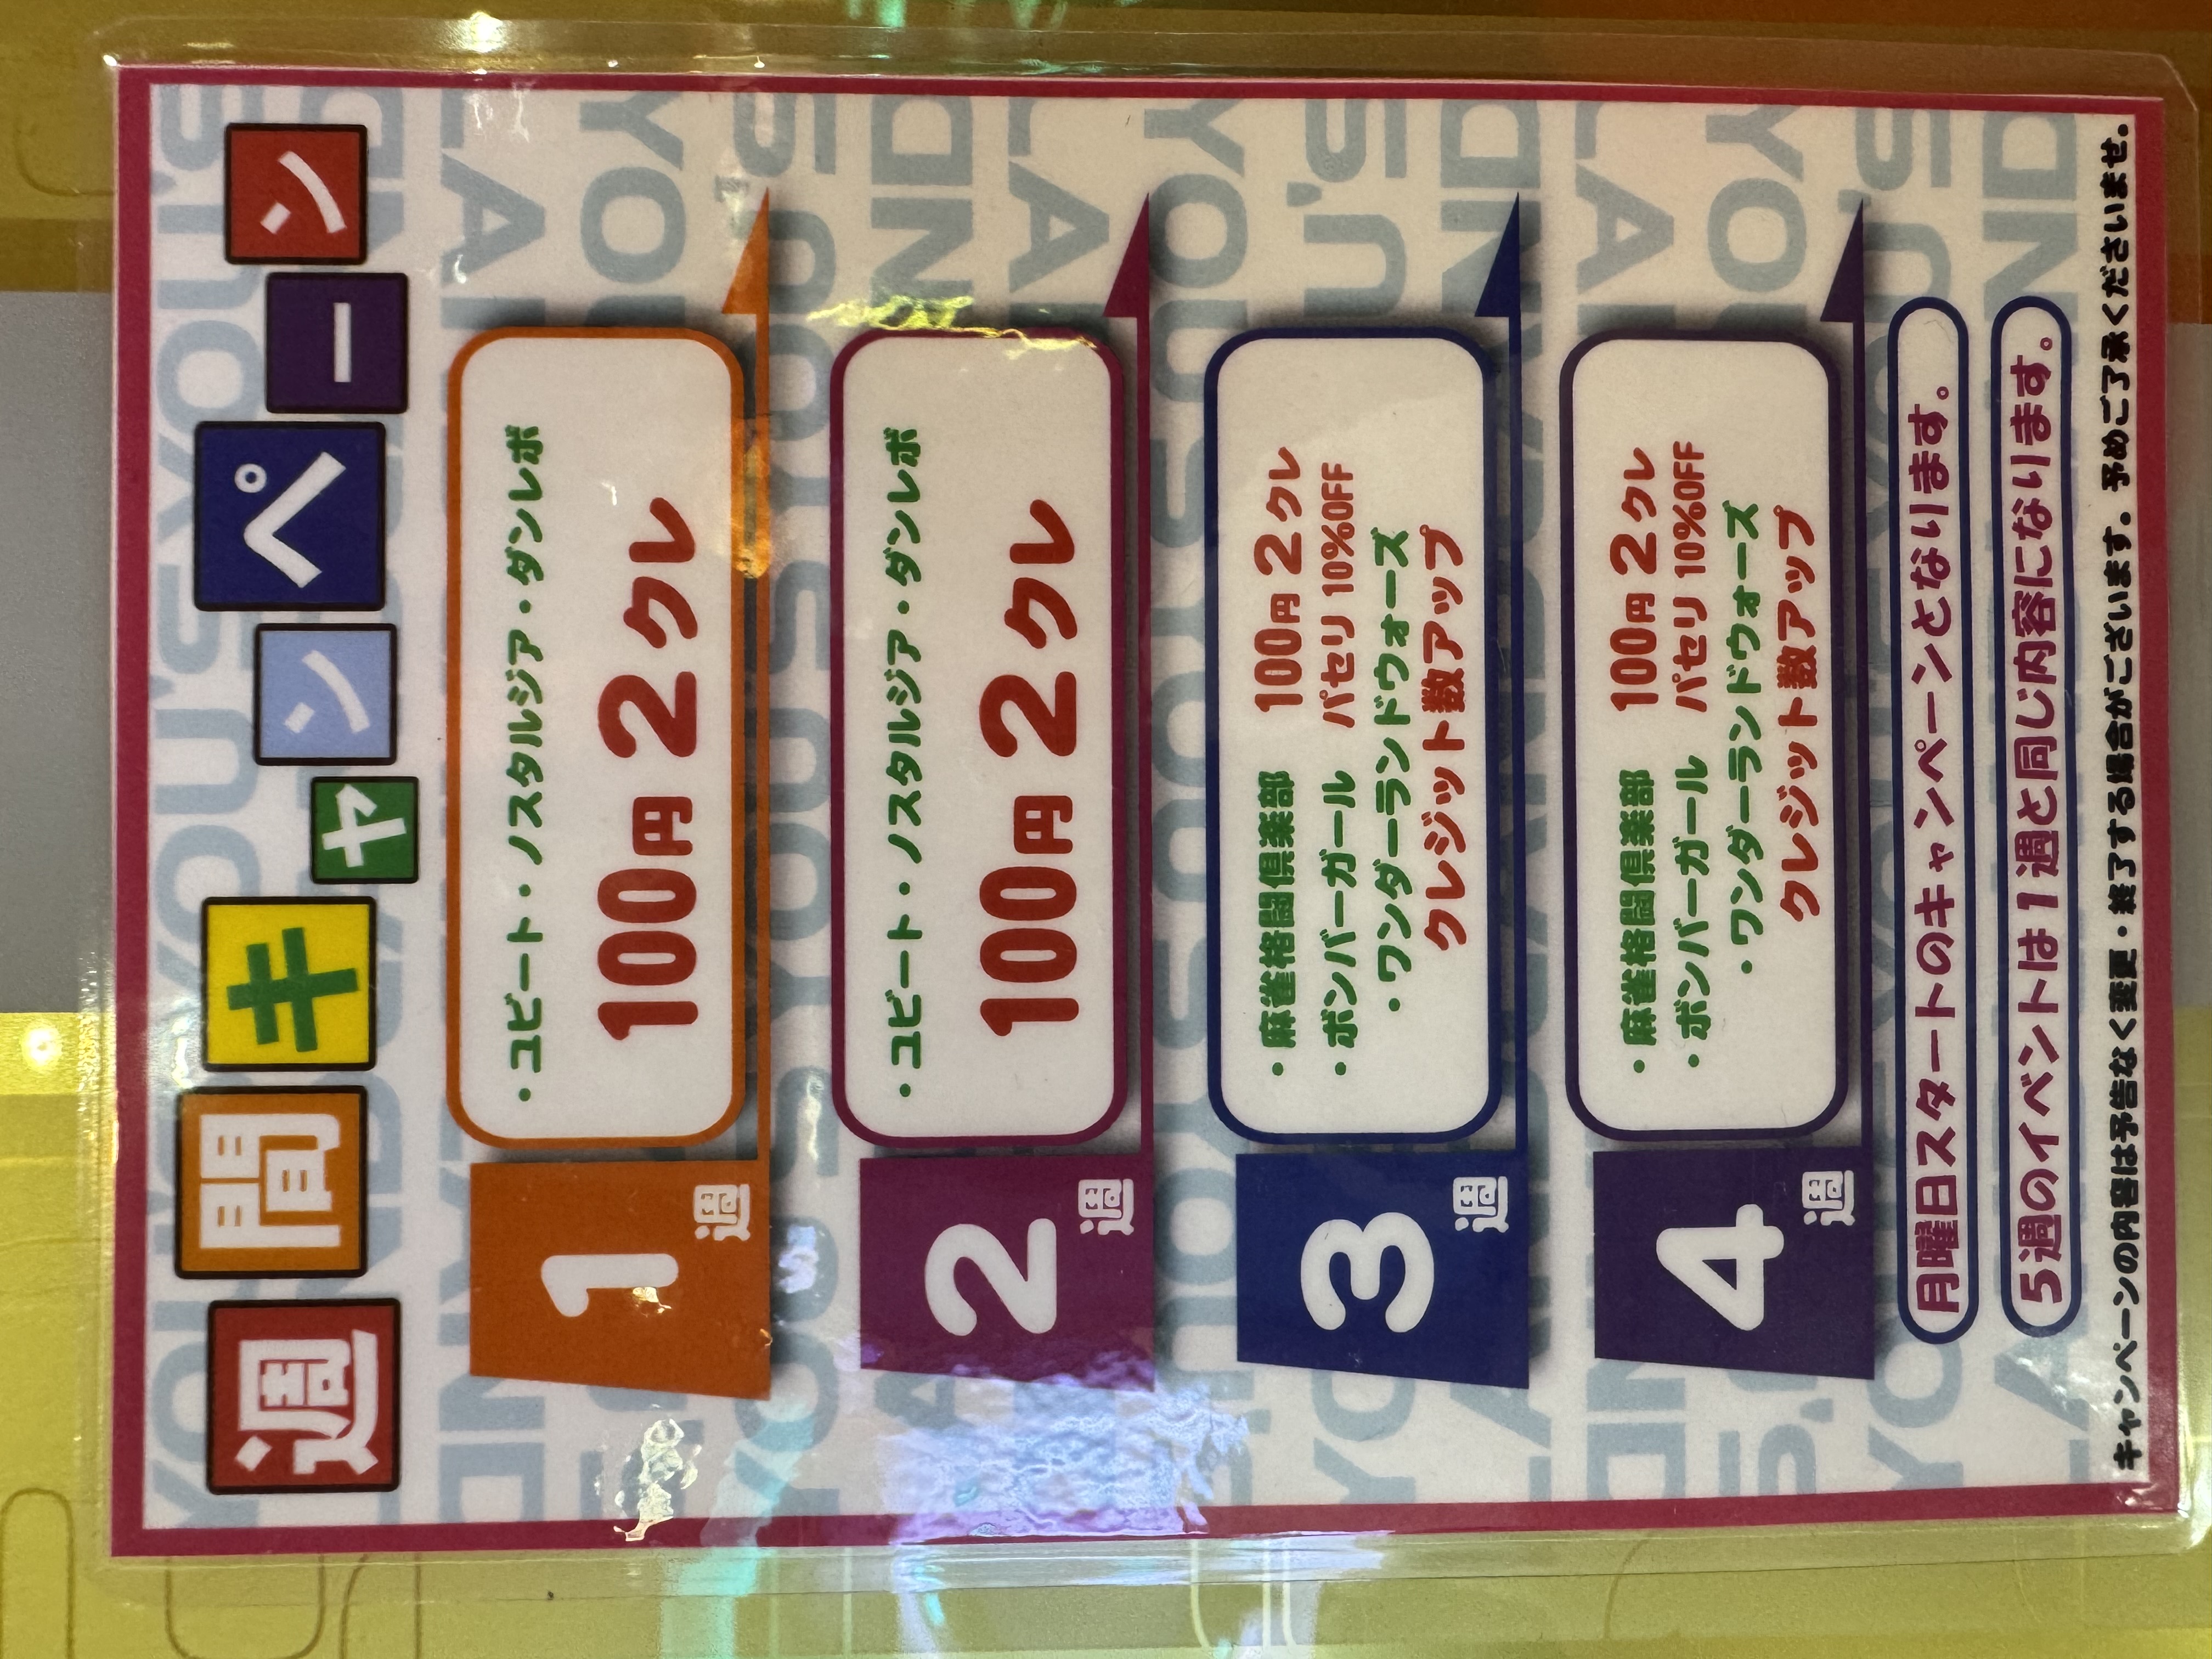 週間キャンペーン
1週
・ユビート・ノスタルジア・ダンレボ
100円 2クレ
2週
・ユビート・ノスタルジア・ダンレボ
100円 2クレ
3週
・麻雀格闘倶楽部 100円 2クレ
・ボンバーガール パセリ 10%OFF
・ワンダーランドウォーズ
クレジット数アップ
4週
・麻雀格闘倶楽部 100円 2クレ
・ボンバーガール パセリ 10%OFF
・ワンダーランドウォーズ
クレジット数アップ
月曜日スタートのキャンペーンとなります。
5週のイベントは1週と同じ内容になります。
キャンペーンの内容は予告なく変更・終了する場合がございます。予めご了承くださいませ。